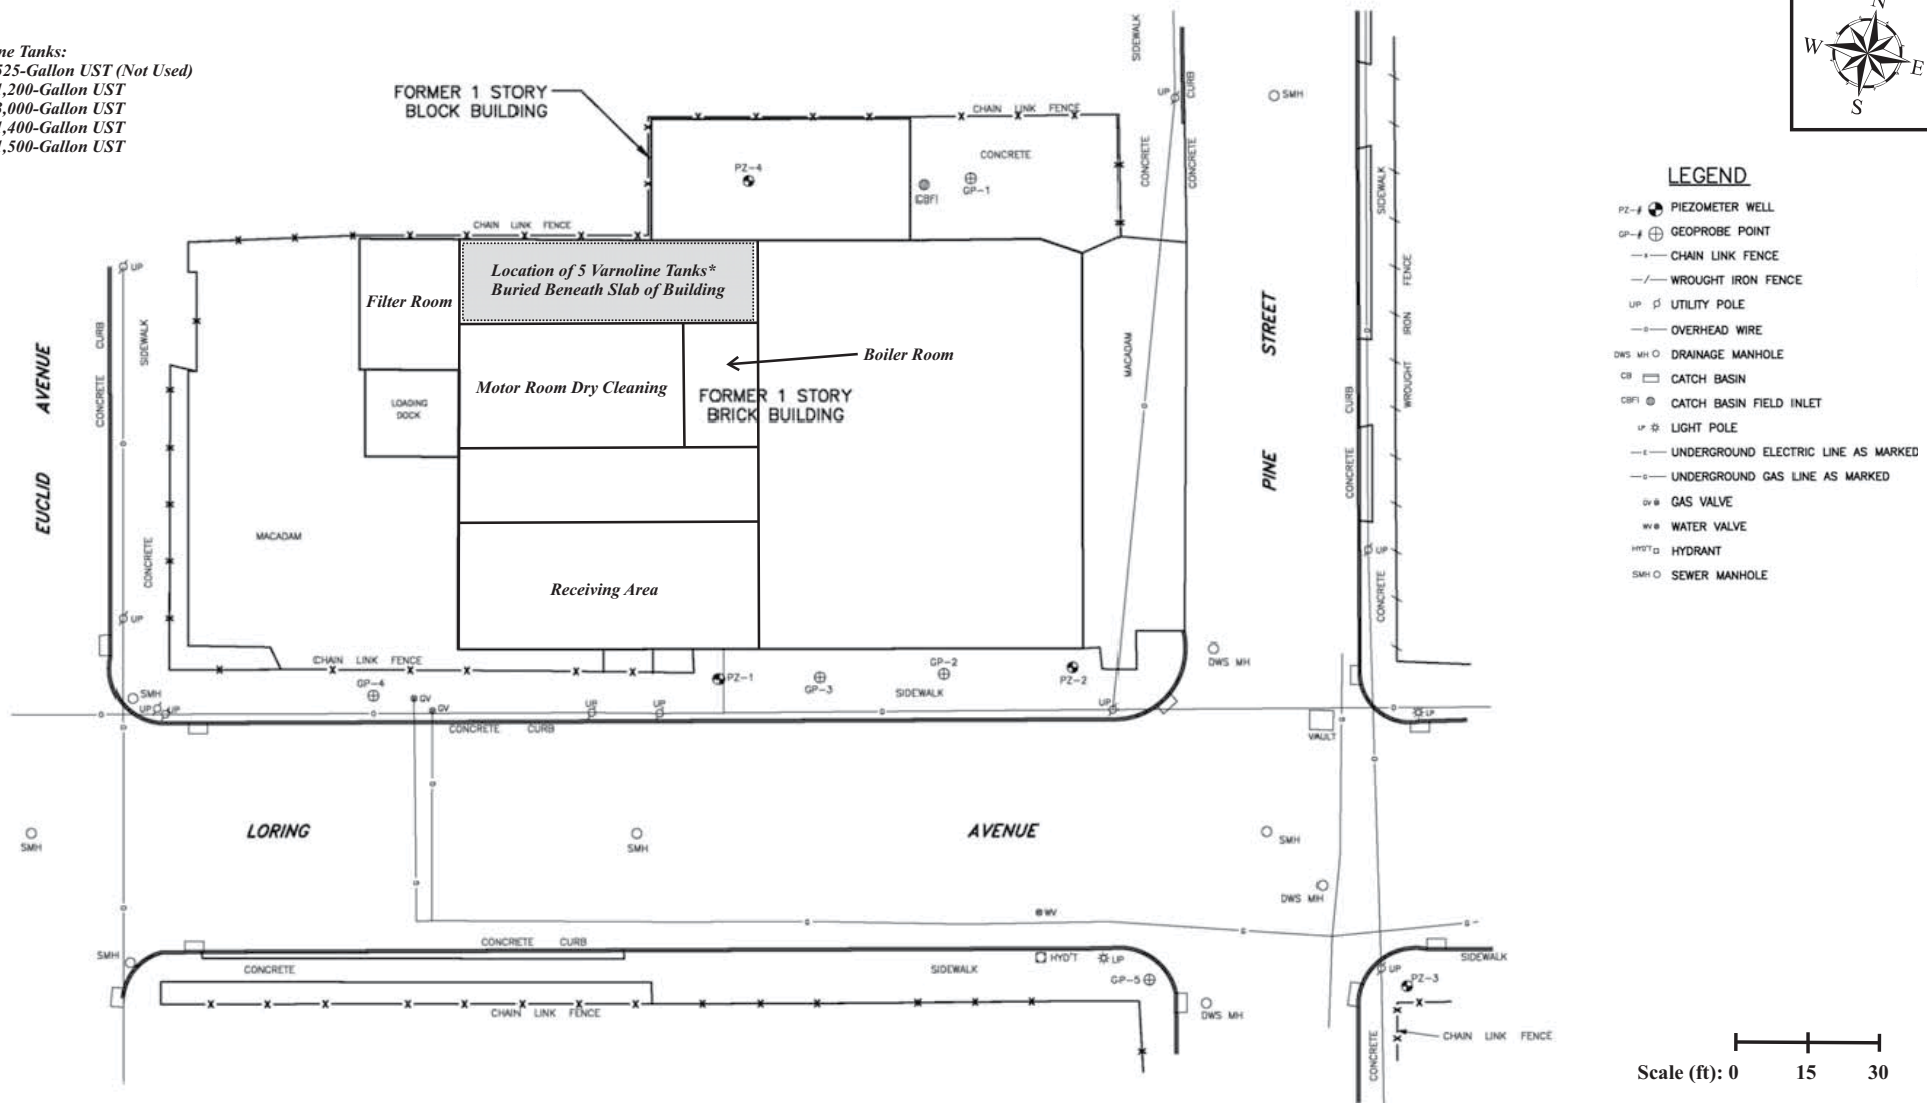 ne Tanks:
525-Gallon UST (Not Used)
,200-Gallon UST
,000-Gallon UST
,400-Gallon UST
,500-Gallon UST
N
W
E
S
FORMER 1 STORY
BLOCK BUILDING
CHAIN LINK FENCE
SIDEWALK
UP
CURB
SMH
CONCRETE
CONCRETE
CONCRETE
PZ-4
CBFI
GP-1
SIDEWALK
CHAIN LINK FENCE
UP
Filter Room
Location of 5 Varnoline Tanks*
Buried Beneath Slab of Building
WROUGHT IRON FENCE
CONCRETE CURB
SIDEWALK
EUCLID AVENUE
PINE STREET
MACADAM
Boiler Room
Motor Room Dry Cleaning
FORMER 1 STORY
BRICK BUILDING
LOADING
DOCK
CONCRETE CURB
MACADAM
CONCRETE
UP
CONCRETE
Receiving Area
UP
CHAIN LINK FENCE
DWS MH
GP-4
SMH
UP
UP
GV
GV
UP
UP
PZ-1
GP-3
GP-2
SIDEWALK
PZ-2
UP
LP
VAULT
CONCRETE CURB
LORING AVENUE
SMH
SMH
SMH
DWS MH
WV
CONCRETE CURB
SMH
CONCRETE
SIDEWALK
HYD'T
LP
GP-5
UP
PZ-3
SIDEWALK
CHAIN LINK FENCE
DWS MH
CONCRETE
CHAIN LINK FENCE
LEGEND
PZ-# PIEZOMETER WELL
GP-# GEOPROBE POINT
CHAIN LINK FENCE
WROUGHT IRON FENCE
UP UTILITY POLE
OVERHEAD WIRE
DWS MH DRAINAGE MANHOLE
CB CATCH BASIN
CBFI CATCH BASIN FIELD INLET
LP LIGHT POLE
UNDERGROUND ELECTRIC LINE AS MARKED
UNDERGROUND GAS LINE AS MARKED
GV GAS VALVE
WV WATER VALVE
HYD'T HYDRANT
SMH SEWER MANHOLE
Scale (ft): 0 15 30